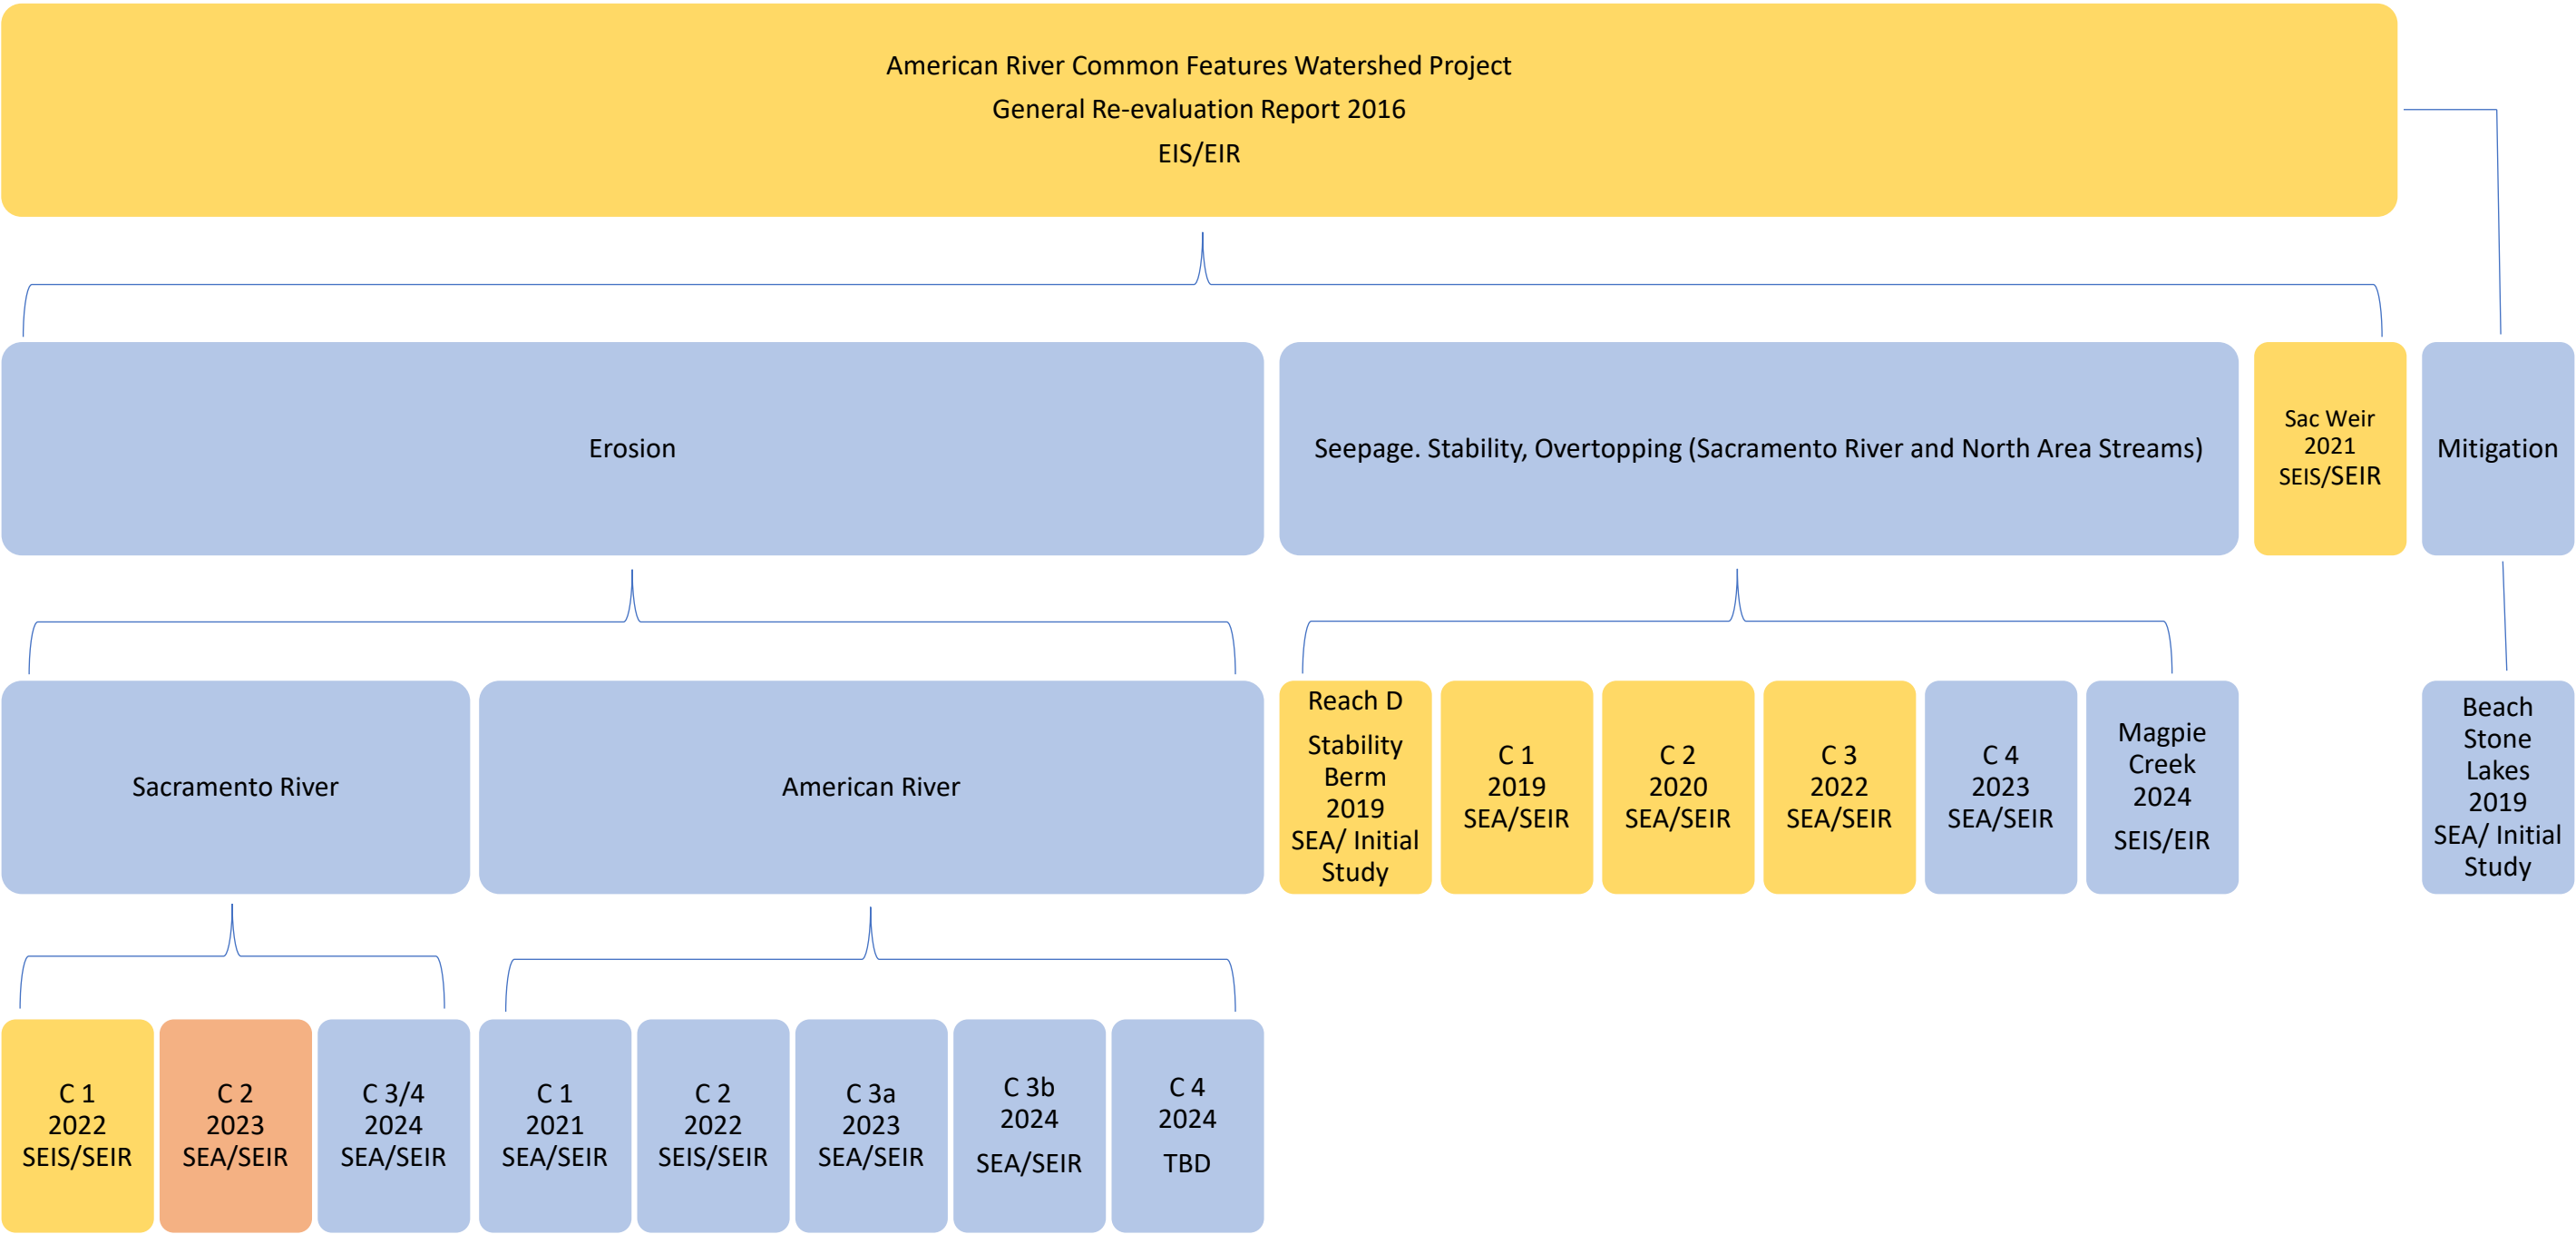 American River Common Features Watershed Project
General Re-evaluation Report 2016
EIS/EIR
Erosion
Seepage. Stability, Overtopping (Sacramento River and North Area Streams)
Sac Weir
2021
SEIS/SEIR
Mitigation
Sacramento River
American River
Reach D
Stability
Berm
2019
SEA/ Initial
Study
C 1
2019
SEA/SEIR
C 2
2020
SEA/SEIR
C 3
2022
SEA/SEIR
C 4
2023
SEA/SEIR
Magpie
Creek
2024
SEIS/EIR
Beach
Stone
Lakes
2019
SEA/ Initial
Study
C 1
2022
SEIS/SEIR
C 2
2023
SEA/SEIR
C 3/4
2024
SEA/SEIR
C 1
2021
SEA/SEIR
C 2
2022
SEIS/SEIR
C 3a
2023
SEA/SEIR
C 3b
2024
SEA/SEIR
C 4
2024
TBD